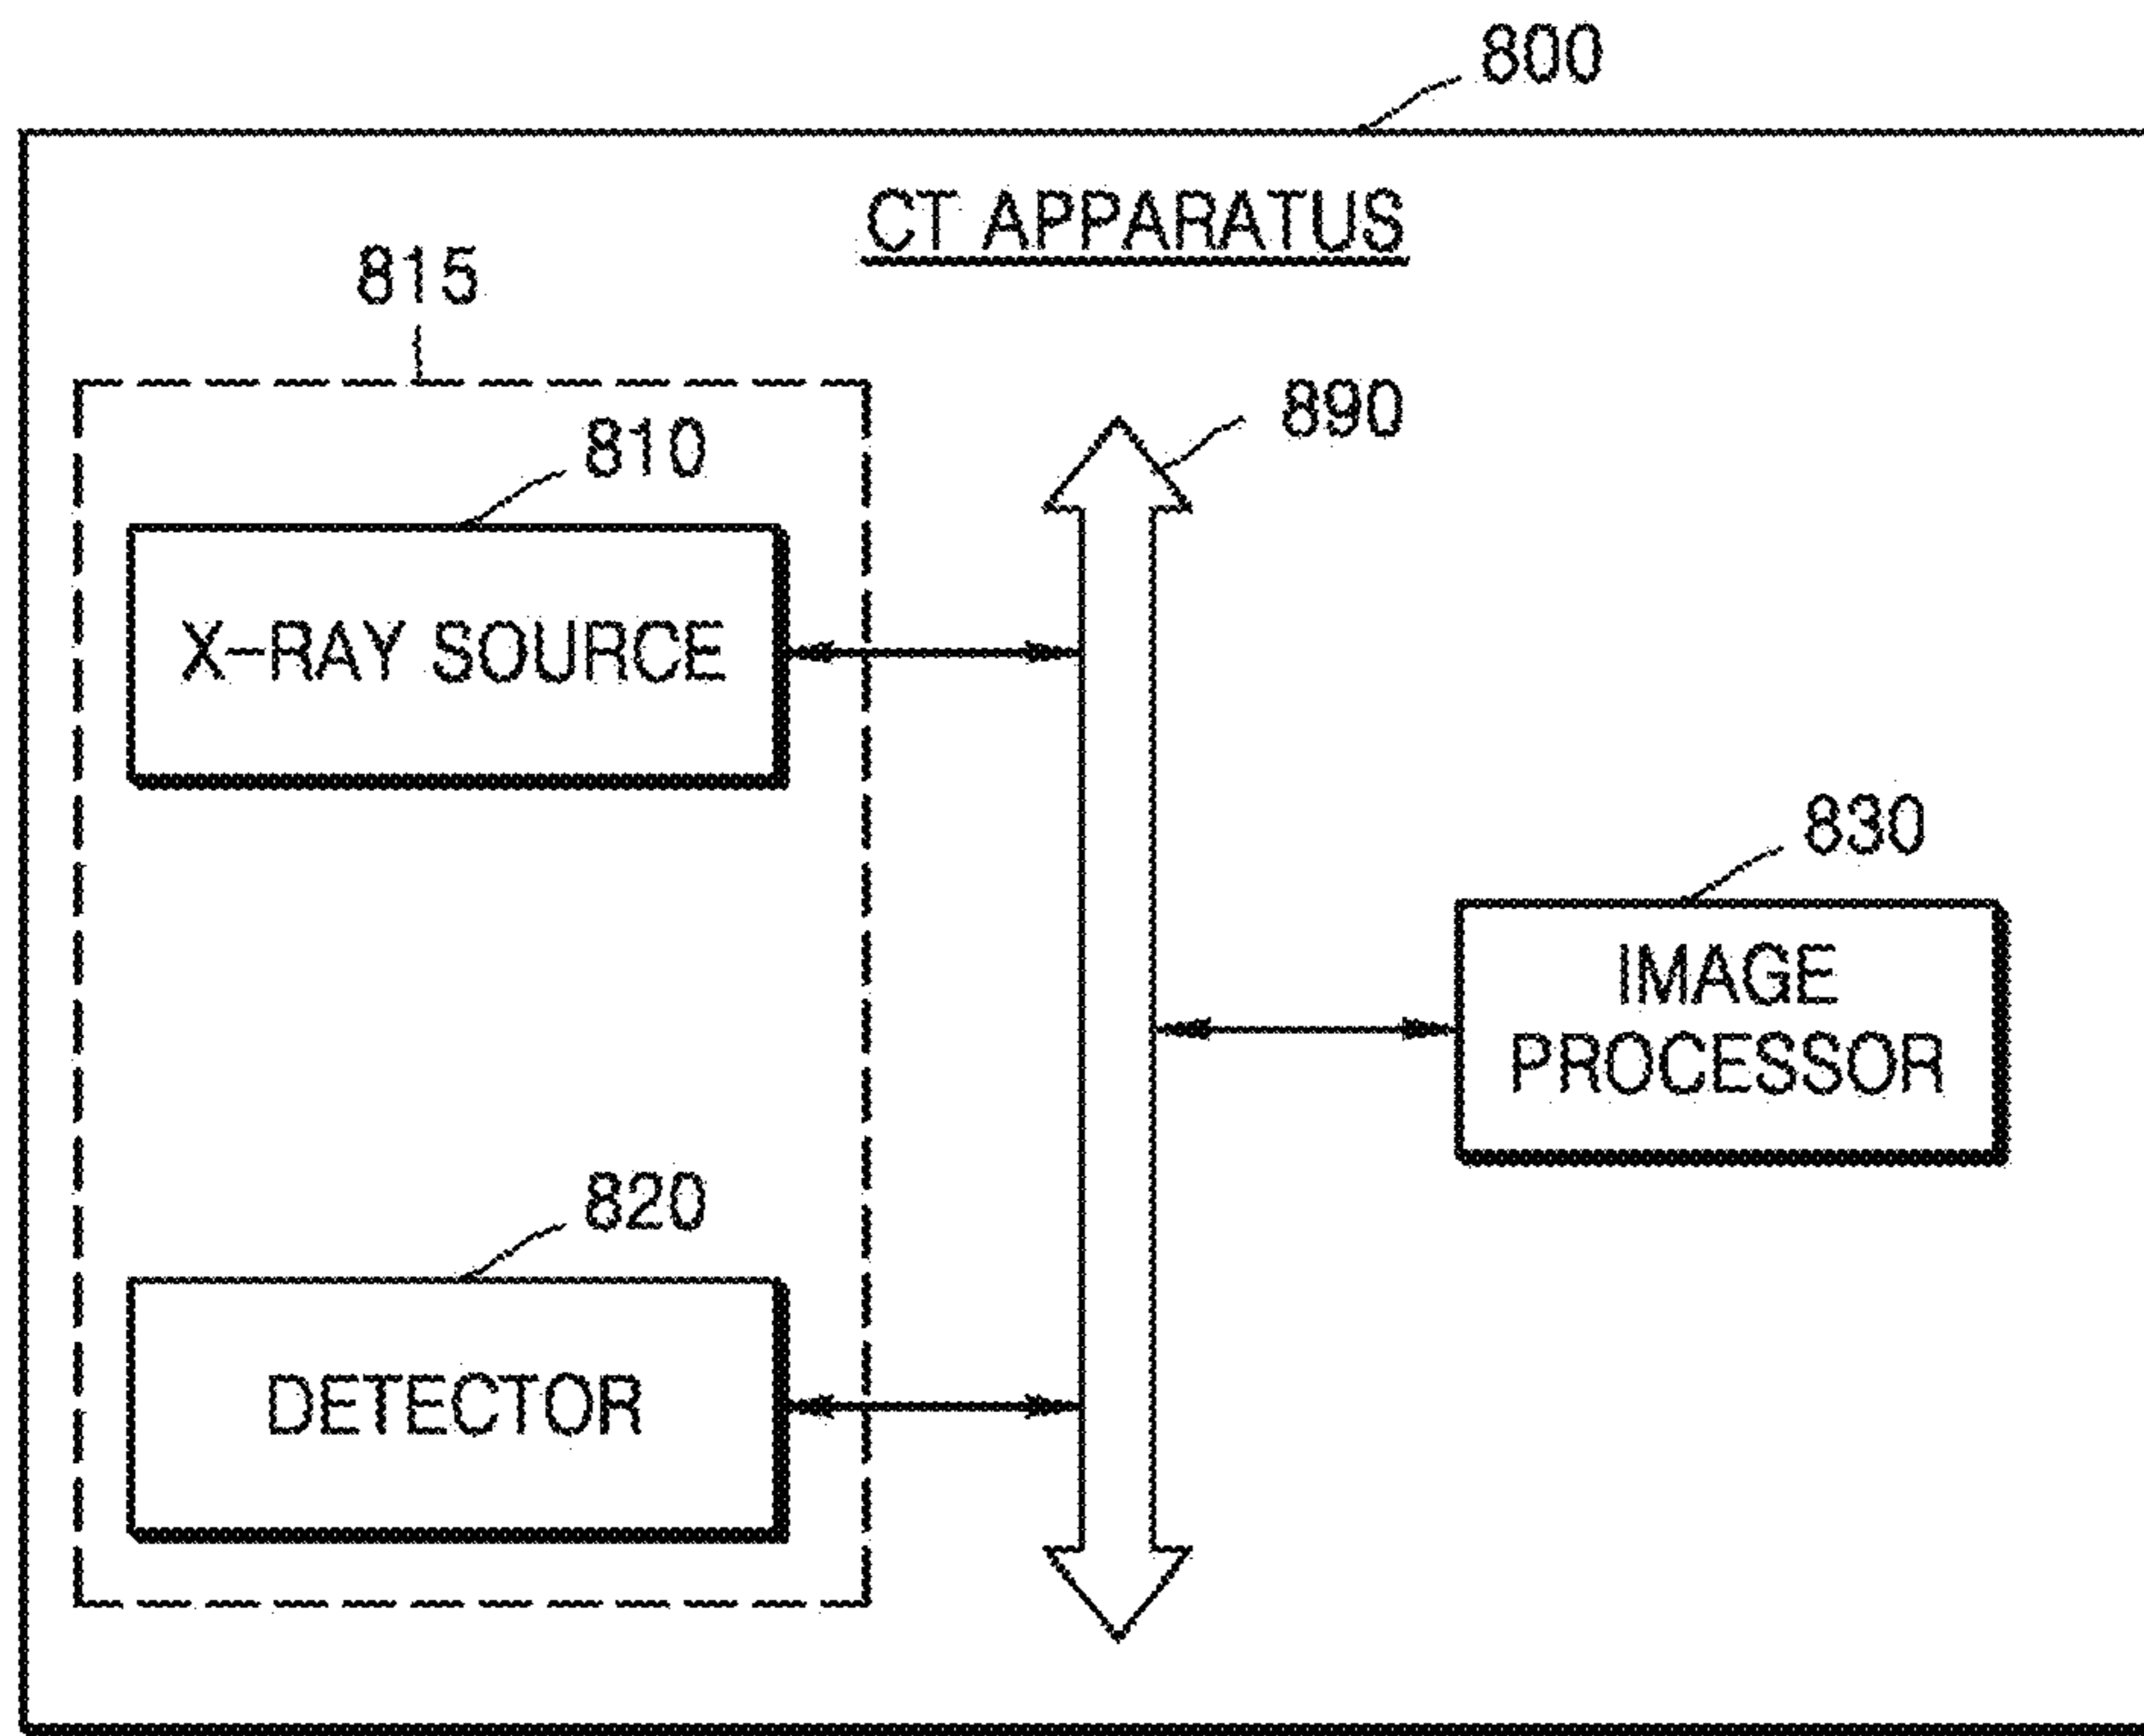 800
CT APPARATUS
815
890
810
X-RAY SOURCE
830
IMAGE
PROCESSOR
820
DETECTOR